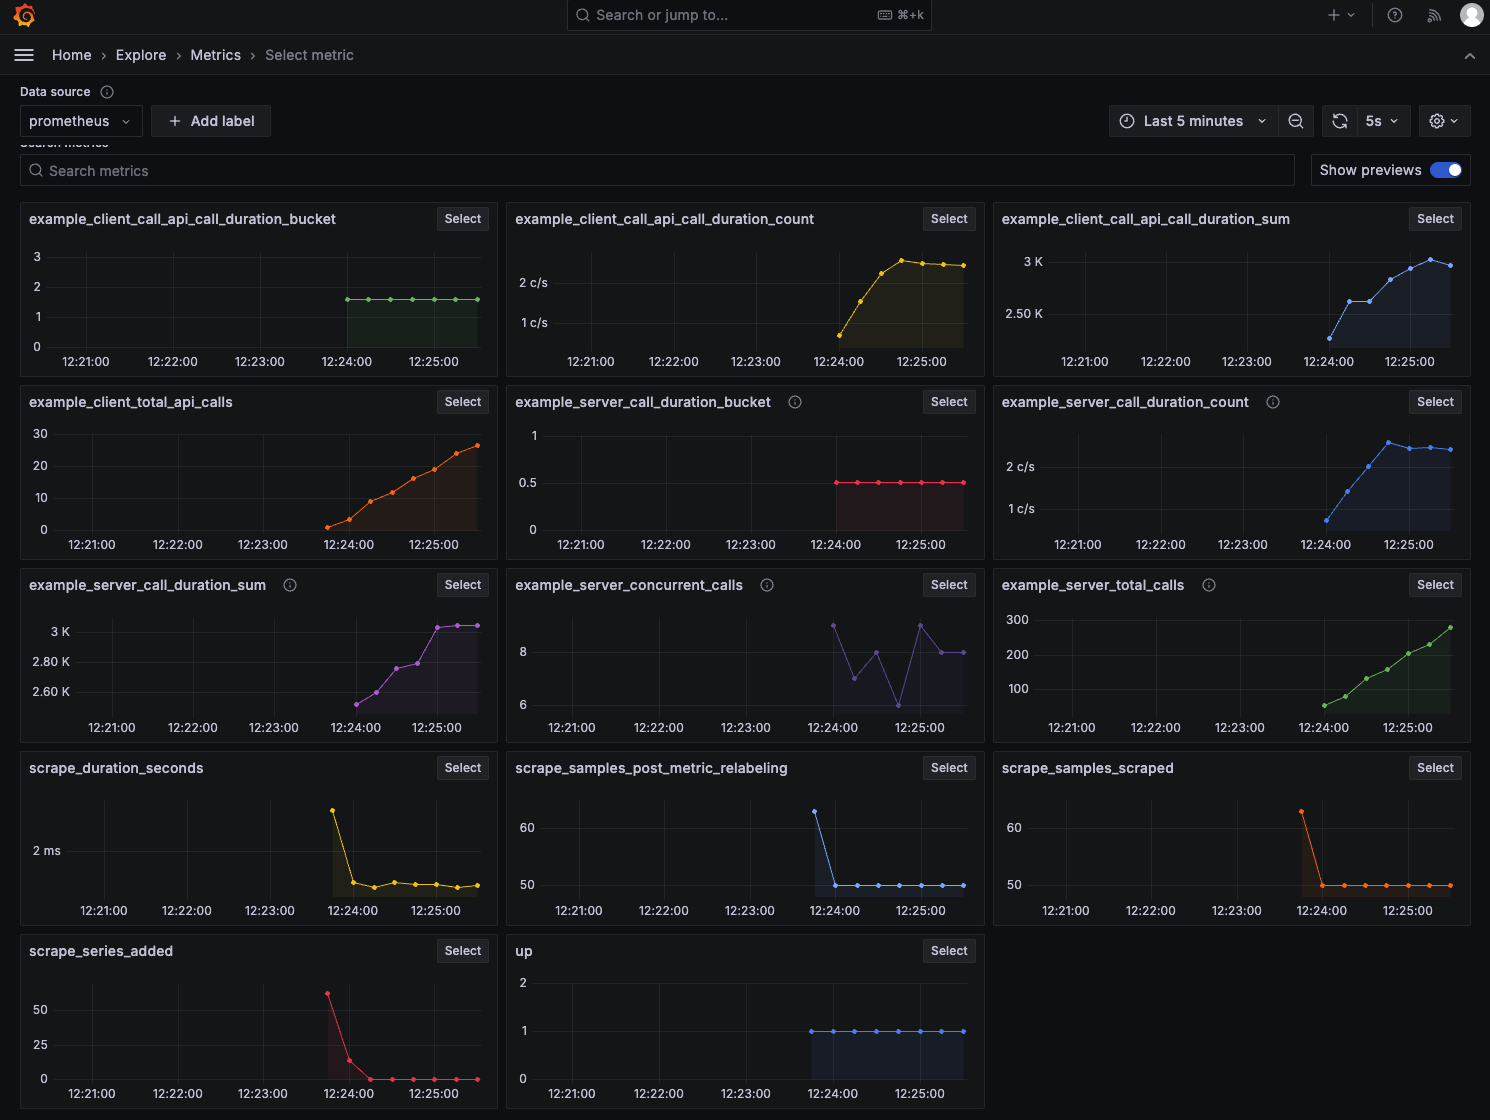 Search or jump to... ⌘+k
Home › Explore › Metrics › Select metric
Data source
prometheus + Add label Last 5 minutes 5s
Search metrics
Search metrics Show previews
example_client_call_api_call_duration_bucket Select
3
2
1
0
12:21:00 12:22:00 12:23:00 12:24:00 12:25:00
example_client_call_api_call_duration_count Select
2 c/s
1 c/s
12:21:00 12:22:00 12:23:00 12:24:00 12:25:00
example_client_call_api_call_duration_sum Select
3 K
2.50 K
12:21:00 12:22:00 12:23:00 12:24:00 12:25:00
example_client_total_api_calls Select
30
20
10
0
12:21:00 12:22:00 12:23:00 12:24:00 12:25:00
example_server_call_duration_bucket Select
1
0.5
0
12:21:00 12:22:00 12:23:00 12:24:00 12:25:00
example_server_call_duration_count Select
2 c/s
1 c/s
12:21:00 12:22:00 12:23:00 12:24:00 12:25:00
example_server_call_duration_sum Select
3 K
2.80 K
2.60 K
12:21:00 12:22:00 12:23:00 12:24:00 12:25:00
example_server_concurrent_calls Select
8
6
12:21:00 12:22:00 12:23:00 12:24:00 12:25:00
example_server_total_calls Select
300
200
100
12:21:00 12:22:00 12:23:00 12:24:00 12:25:00
scrape_duration_seconds Select
2 ms
12:21:00 12:22:00 12:23:00 12:24:00 12:25:00
scrape_samples_post_metric_relabeling Select
60
50
12:21:00 12:22:00 12:23:00 12:24:00 12:25:00
scrape_samples_scraped Select
60
50
12:21:00 12:22:00 12:23:00 12:24:00 12:25:00
scrape_series_added Select
50
25
0
12:21:00 12:22:00 12:23:00 12:24:00 12:25:00
up Select
2
1
0
12:21:00 12:22:00 12:23:00 12:24:00 12:25:00